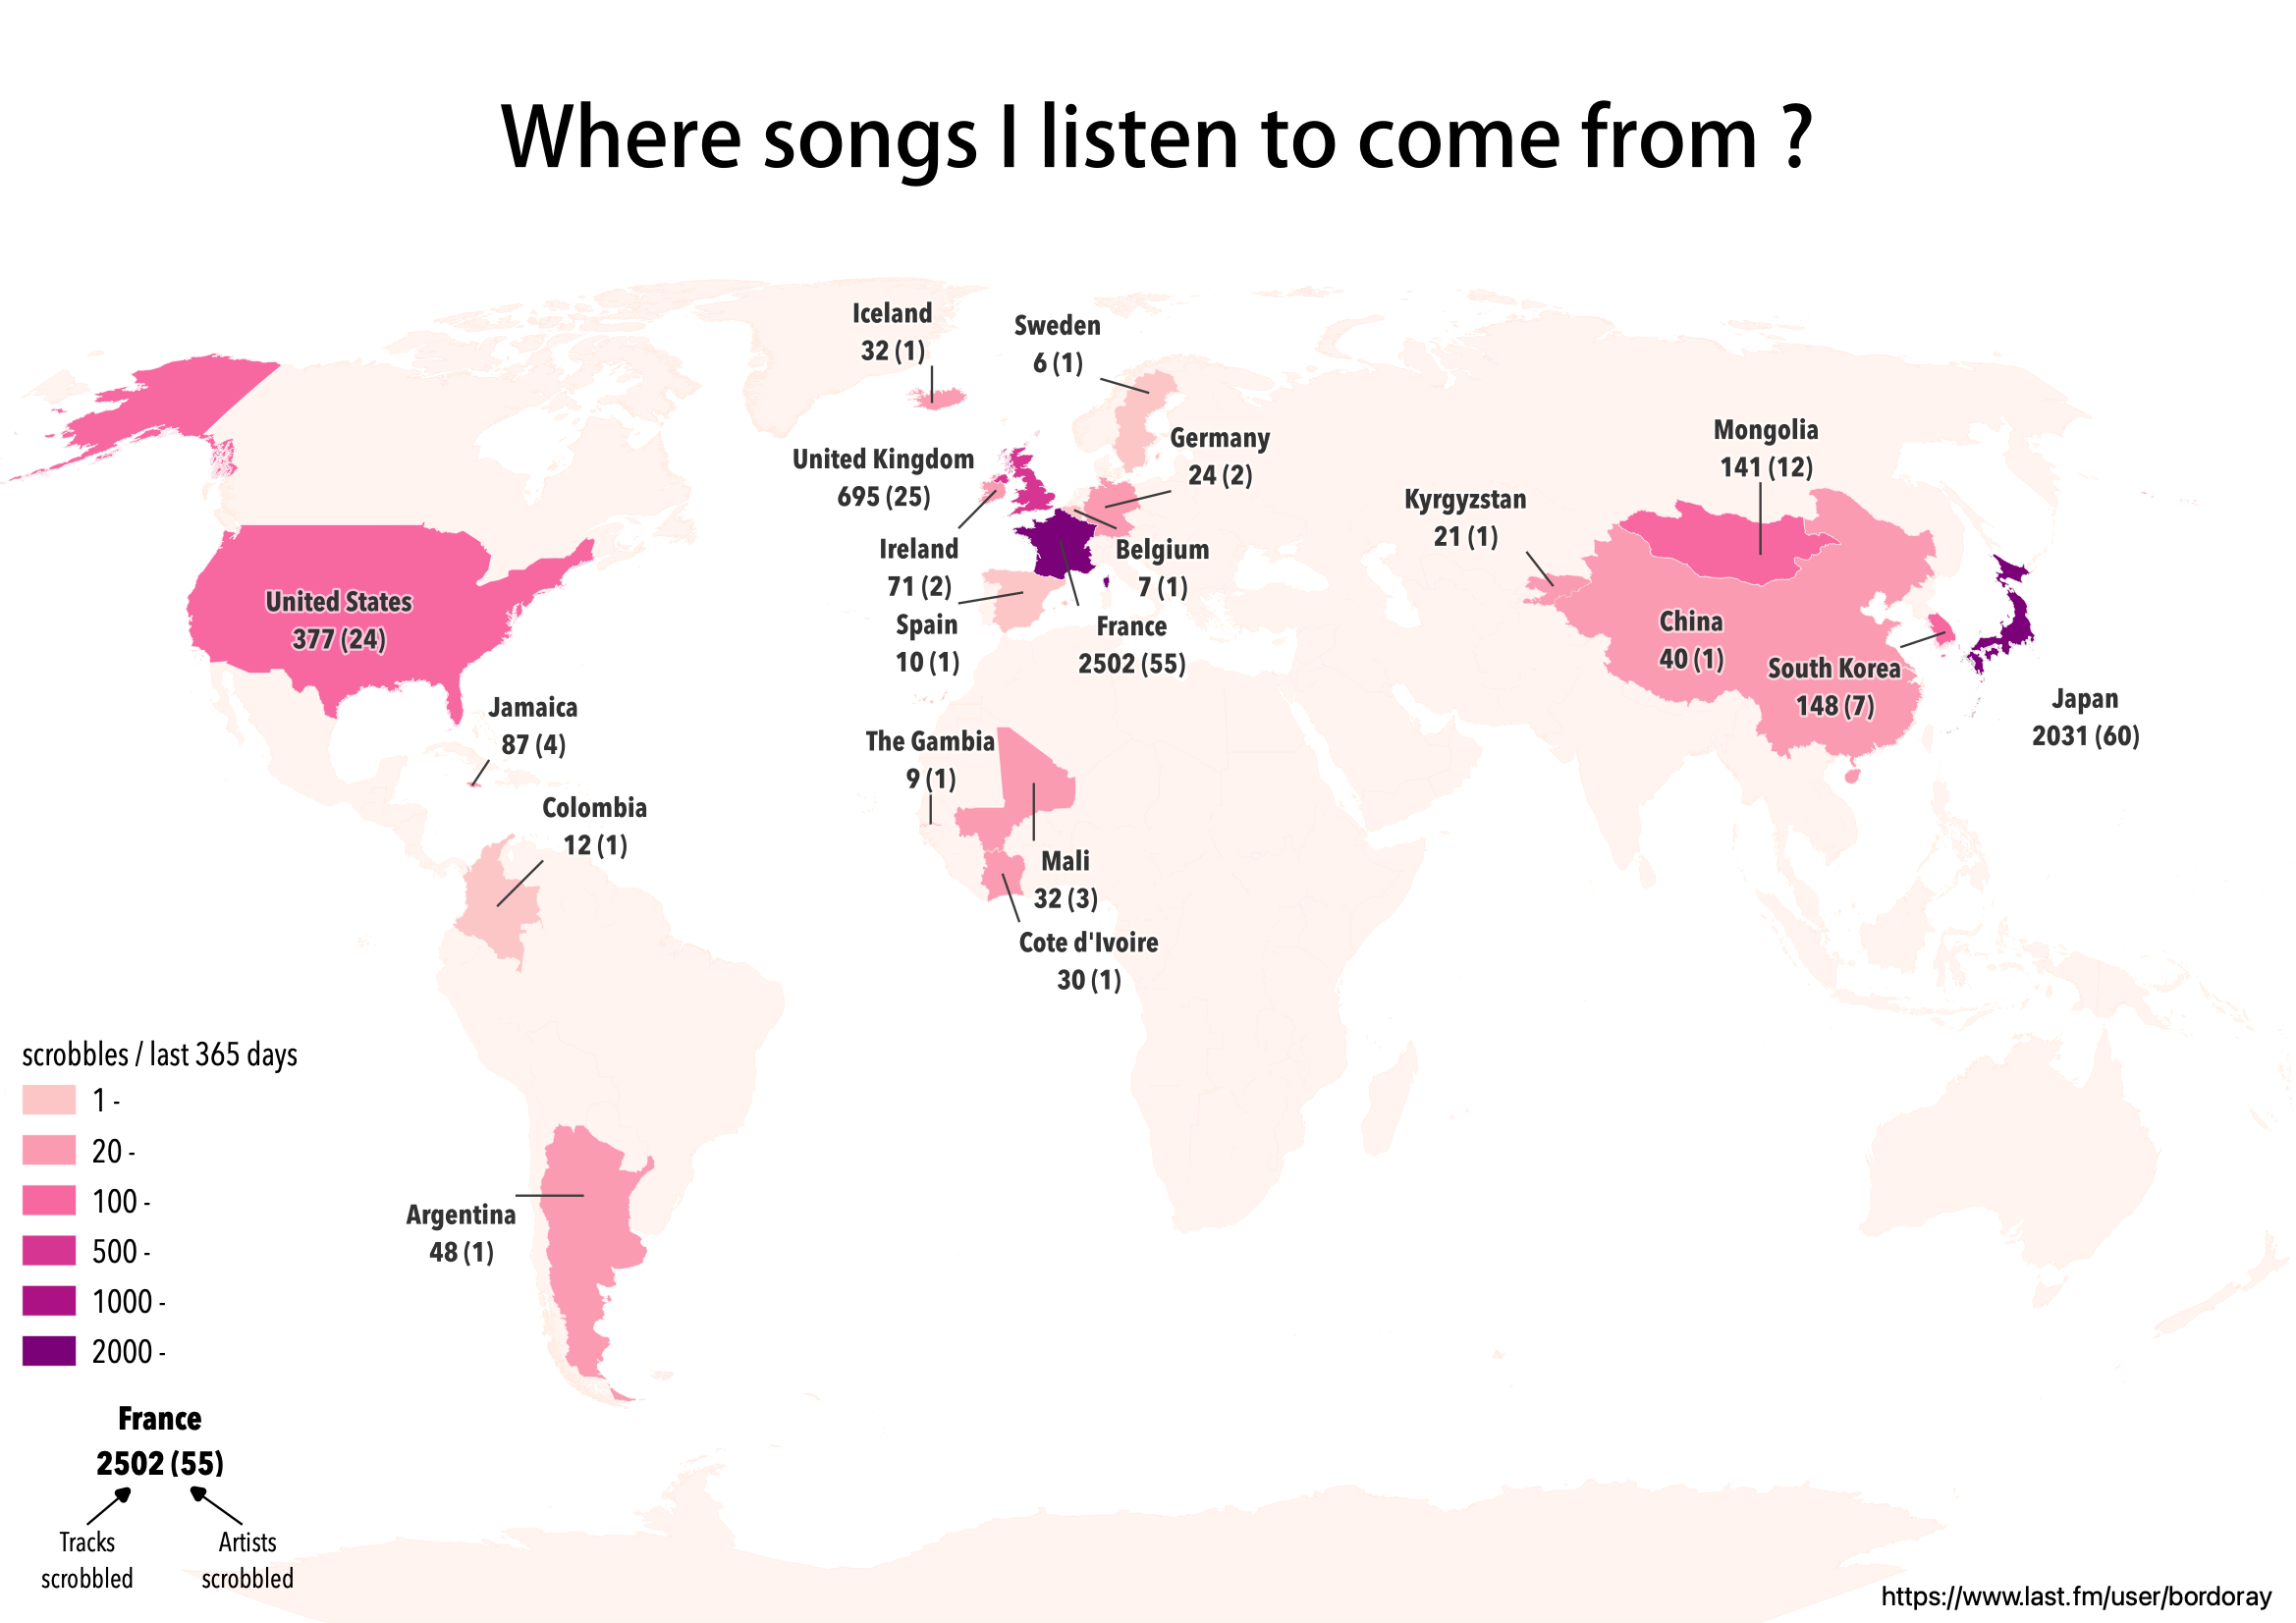 Where songs I listen to come from ?
Iceland
32 (1)
Sweden
6 (1)
Germany
24 (2)
United Kingdom
695 (25)
Ireland
71 (2)
Belgium
7 (1)
Spain
10 (1)
France
2502 (55)
Mongolia
141 (12)
Kyrgyzstan
21 (1)
China
40 (1)
South Korea
148 (7)
Japan
2031 (60)
United States
377 (24)
Jamaica
87 (4)
Colombia
12 (1)
The Gambia
9 (1)
Mali
32 (3)
Cote d'Ivoire
30 (1)
Argentina
48 (1)
scrobbles / last 365 days
1 -
20 -
100 -
500 -
1000 -
2000 -
France
2502 (55)
Tracks
scrobbled
Artists
scrobbled
https://www.last.fm/user/bordoray